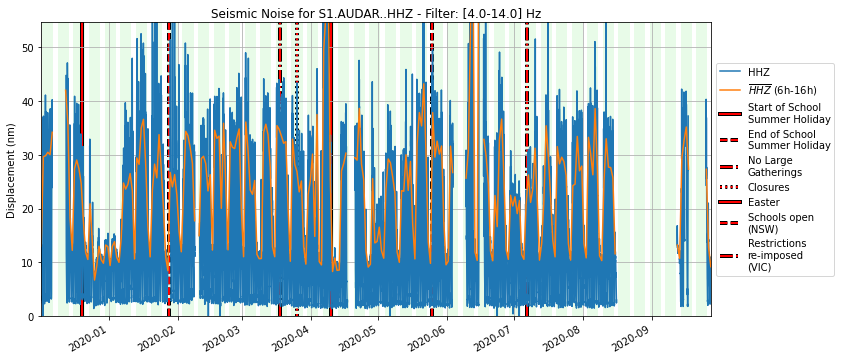 Seismic Noise for S1.AUDAR..HHZ - Filter: [4.0-14.0] Hz
Displacement (nm)
50
40
30
20
10
0
2020-01
2020-02
2020-03
2020-04
2020-05
2020-06
2020-07
2020-08
2020-09
HHZ
HHZ (6h-16h)
Start of School
Summer Holiday
End of School
Summer Holiday
No Large
Gatherings
Closures
Easter
Schools open
(NSW)
Restrictions
re-imposed
(VIC)